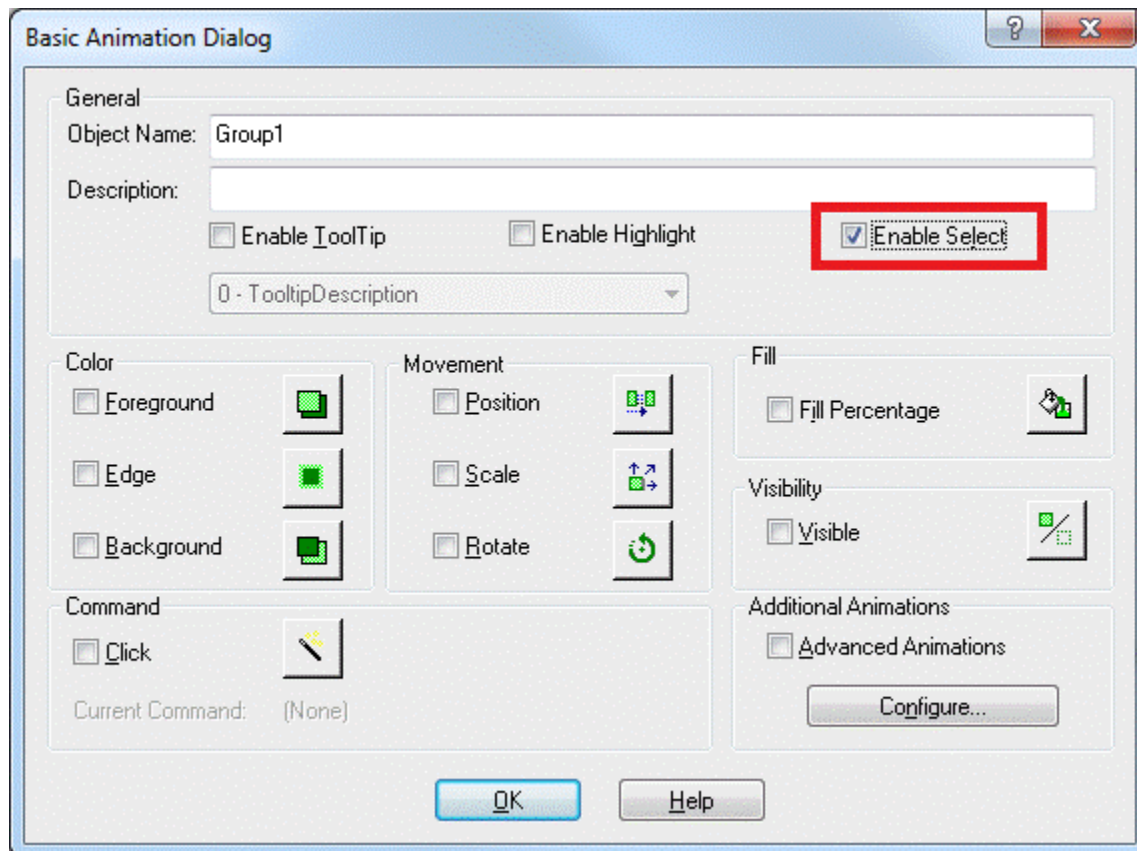 Basic Animation Dialog
General
Object Name: Group1
Description:
Enable ToolTip Enable Highlight Enable Select
0 - TooltipDescription
Color
Foreground
Edge
Background
Movement
Position
Scale
Rotate
Fill
Fill Percentage
Visibility
Visible
Command
Click
Current Command: (None)
Additional Animations
Advanced Animations
Configure...
OK Help